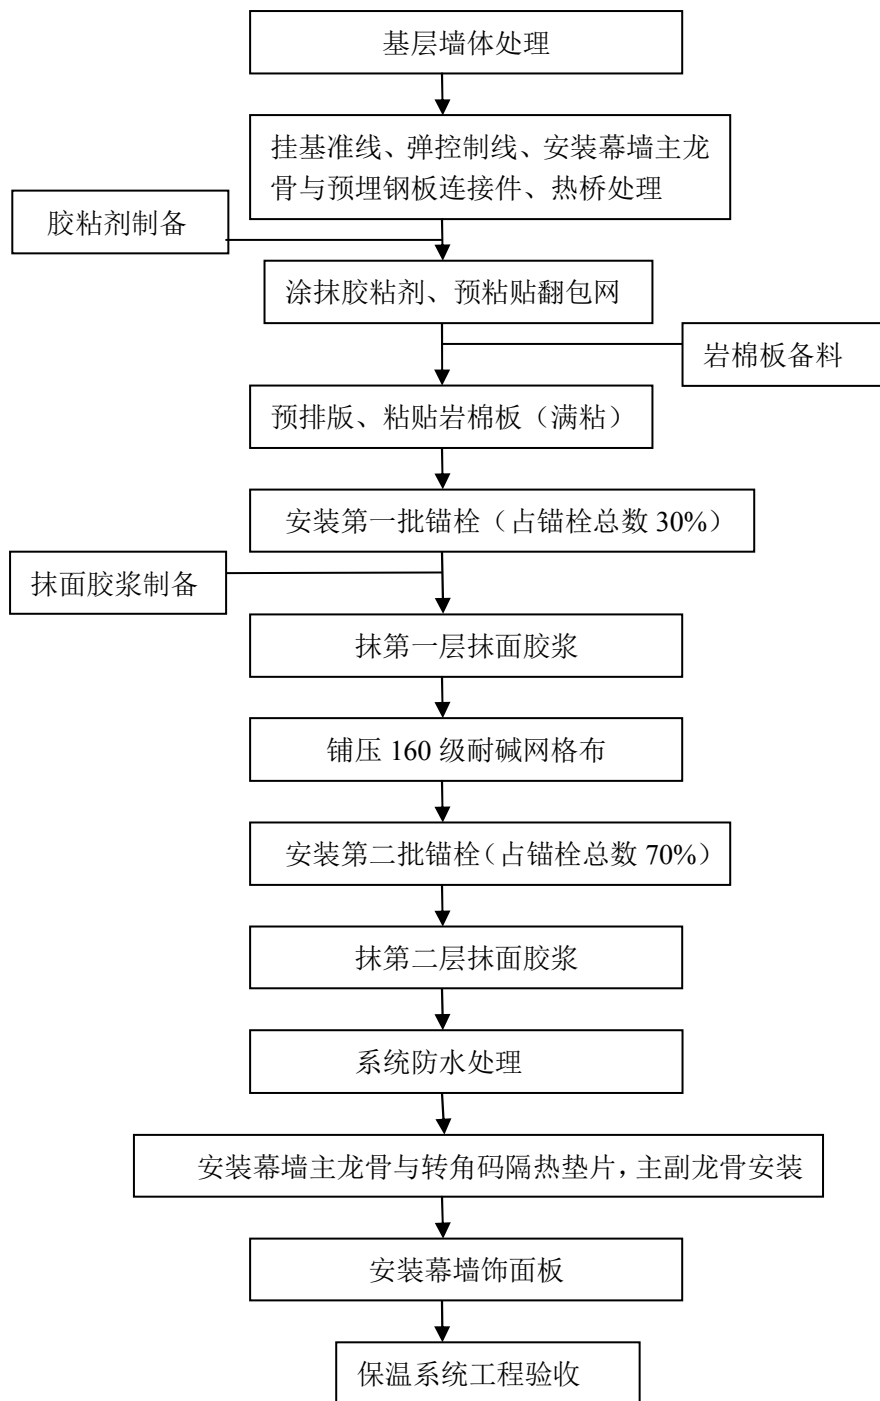 基层墙体处理
挂基准线、弹控制线、安装幕墙主龙
骨与预埋钢板连接件、热桥处理
胶粘剂制备
涂抹胶粘剂、预粘贴翻包网
岩棉板备料
预排版、粘贴岩棉板（满粘）
安装第一批锚栓（占锚栓总数 30%）
抹面胶浆制备
抹第一层抹面胶浆
铺压 160 级耐碱网格布
安装第二批锚栓（占锚栓总数 70%）
抹第二层抹面胶浆
系统防水处理
安装幕墙主龙骨与转角码隔热垫片，主副龙骨安装
安装幕墙饰面板
保温系统工程验收